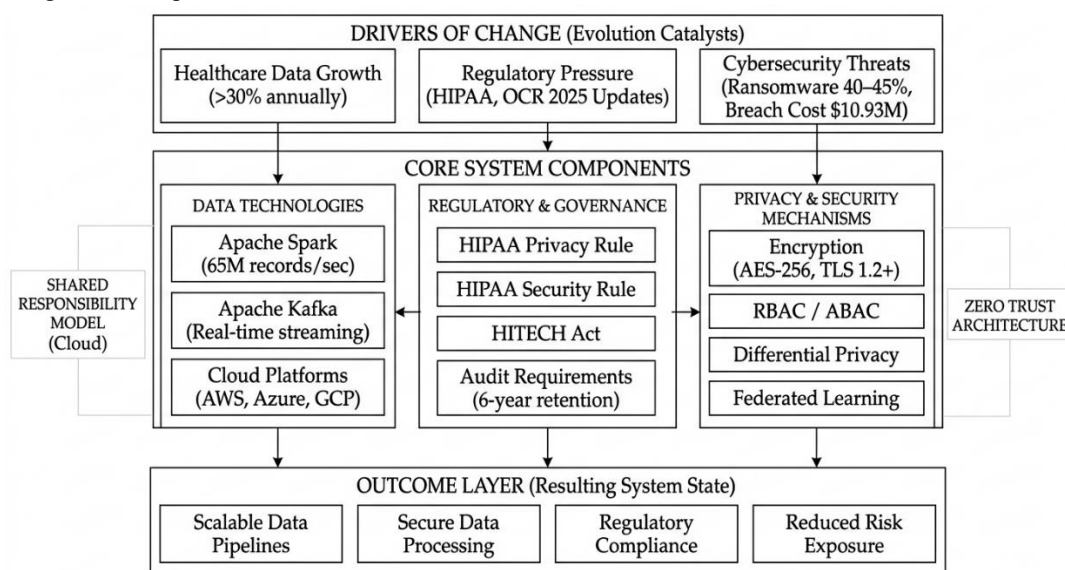 DRIVERS OF CHANGE (Evolution Catalysts)
Healthcare Data Growth
(>30% annually)
Regulatory Pressure
(HIPAA, OCR 2025 Updates)
Cybersecurity Threats
(Ransomware 40–45%,
Breach Cost $10.93M)
CORE SYSTEM COMPONENTS
DATA TECHNOLOGIES
Apache Spark
(65M records/sec)
Apache Kafka
(Real-time streaming)
Cloud Platforms
(AWS, Azure, GCP)
REGULATORY & GOVERNANCE
HIPAA Privacy Rule
HIPAA Security Rule
HITECH Act
Audit Requirements
(6-year retention)
PRIVACY & SECURITY
MECHANISMS
Encryption
(AES-256, TLS 1.2+)
RBAC / ABAC
Differential Privacy
Federated Learning
SHARED
RESPONSIBILITY
MODEL
(Cloud)
ZERO TRUST
ARCHITECTURE
OUTCOME LAYER (Resulting System State)
Scalable Data
Pipelines
Secure Data
Processing
Regulatory
Compliance
Reduced Risk
Exposure